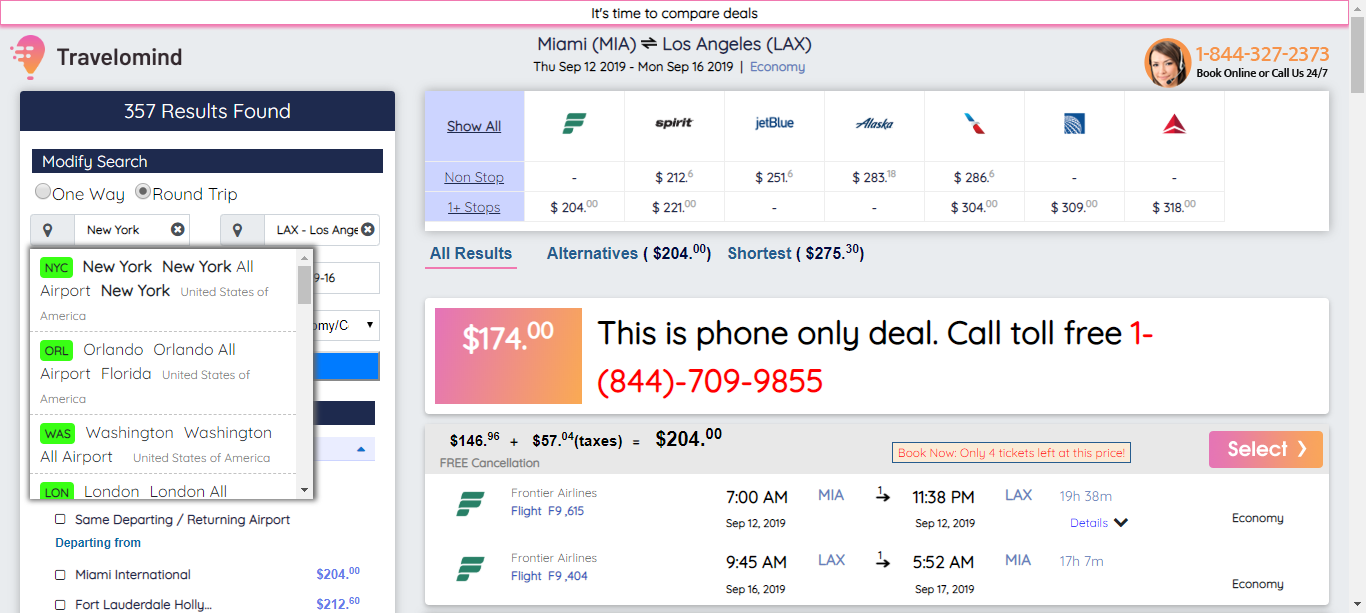 It's time to compare deals
Travelomind
Miami (MIA) ⇌ Los Angeles (LAX)
Thu Sep 12 2019 - Mon Sep 16 2019 | Economy
1-844-327-2373
Book Online or Call Us 24/7
357 Results Found
Modify Search
One Way Round Trip
New York LAX - Los Ange
NYC New York New York All
Airport New York United States of
America
ORL Orlando Orlando All
Airport Florida United States of
America
WAS Washington Washington
All Airport United States of America
LON London London All
9-16
omy/C
Same Departing / Returning Airport
Departing from
Miami International $204.00
Fort Lauderdale Holly... $212.60
Show All spirit jetBlue Alaska
Non Stop - $ 212.6 $ 251.6 $ 283.18 $ 286.6 - -
1+ Stops $ 204.00 $ 221.00 - - $ 304.00 $ 309.00 $ 318.00
All Results Alternatives ( $204.00) Shortest ( $275.30)
$174.00 This is phone only deal. Call toll free 1-
(844)-709-9855
$146.96 + $57.04(taxes) = $204.00
FREE Cancellation
Book Now: Only 4 tickets left at this price!
Select ❯
Frontier Airlines
Flight F9 ,615
7:00 AM MIA 1 11:38 PM LAX 19h 38m
Sep 12, 2019 Sep 12, 2019 Details
Economy
Frontier Airlines
Flight F9 ,404
9:45 AM LAX 1 5:52 AM MIA 17h 7m
Sep 16, 2019 Sep 17, 2019
Economy